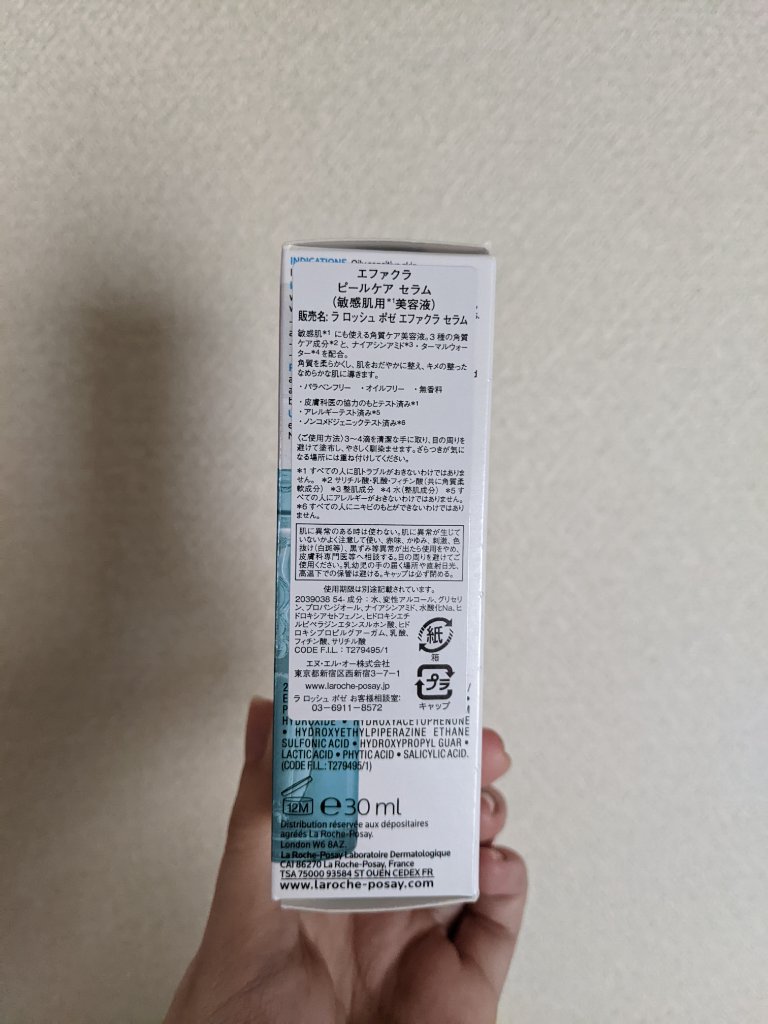 INDICATIONS Oily sensitive skin
エファクラ
ピールケア セラム
(敏感肌用*¹美容液)
販売名: ラ ロッシュ ポゼ エファクラ セラム
敏感肌*¹ にも使える角質ケア美容液。3 種の角質
ケア成分*²と、ナイアシンアミド*³・ターマルウォー
ター*⁴ を配合。
角質を柔らかくし、肌をおだやかに整え、キメの整った
なめらかな肌に導きます。
・パラベンフリー ・オイルフリー ・無香料
・皮膚科医の協力のもとテスト済み*¹
・アレルギーテスト済み*⁵
・ノンコメドジェニックテスト済み*⁶
〈ご使用方法〉3〜4滴を清潔な手に取り、目の周りを
避けて塗布し、やさしく馴染ませます。ざらつきが気に
なる場所には重ね付けしてください。
*1 すべての人に肌トラブルがおきないわけではありま
せん。 *2 サリチル酸・乳酸・フィチン酸(共に角質柔
軟成分) *3 整肌成分 *4 水(整肌成分) *5 す
べての人にアレルギーがおきないわけではありません。
*6 すべての人にニキビのもとができないわけではあり
ません。
肌に異常のある時は使わない。肌に異常が生じて
いないかよく注意して使い、赤味、かゆみ、刺激、色
抜け(白斑等)、黒ずみ等異常が出たら使用をやめ、
皮膚科専門医等へ相談する。目の周りを避けてご
使用ください。乳幼児の手の届く場所や直射日光、
高温下での保管は避ける。キャップは必ず閉める。
使用期限は別途記載されています。
2039038 54- 成分 : 水、変性アルコール、グリセリ
ン、プロパンジオール、ナイアシンアミド、水酸化Na、ヒ
ドロキシアセトフェノン、ヒドロキシエチ
ルピペラジンエタンスルホン酸、ヒド
ロキシプロピルグアーガム、乳酸、
フィチン酸、サリチル酸
CODE F.I.L. : T279495/1
紙
箱
エヌ・エル・オー株式会社
東京都新宿区西新宿3-7-1
www.laroche-posay.jp
ラ ロッシュ ポゼ お客様相談室:
03-6911-8572
プラ
キャップ
HYDROXIDE • HYDROXYACETOPHENONE
• HYDROXYETHYLPIPERAZINE ETHANE
SULFONIC ACID • HYDROXYPROPYL GUAR •
LACTIC ACID • PHYTIC ACID • SALICYLIC ACID.
(CODE F.I.L.: T279495/1)
12M ℮30 ml
Distribution réservée aux dépositaires
agréés La Roche-Posay.
London W6 8AZ.
La Roche-Posay Laboratoire Dermatologique
CAI 86270 La Roche-Posay, France
TSA 75000 93584 ST OUEN CEDEX FR
www.laroche-posay.com